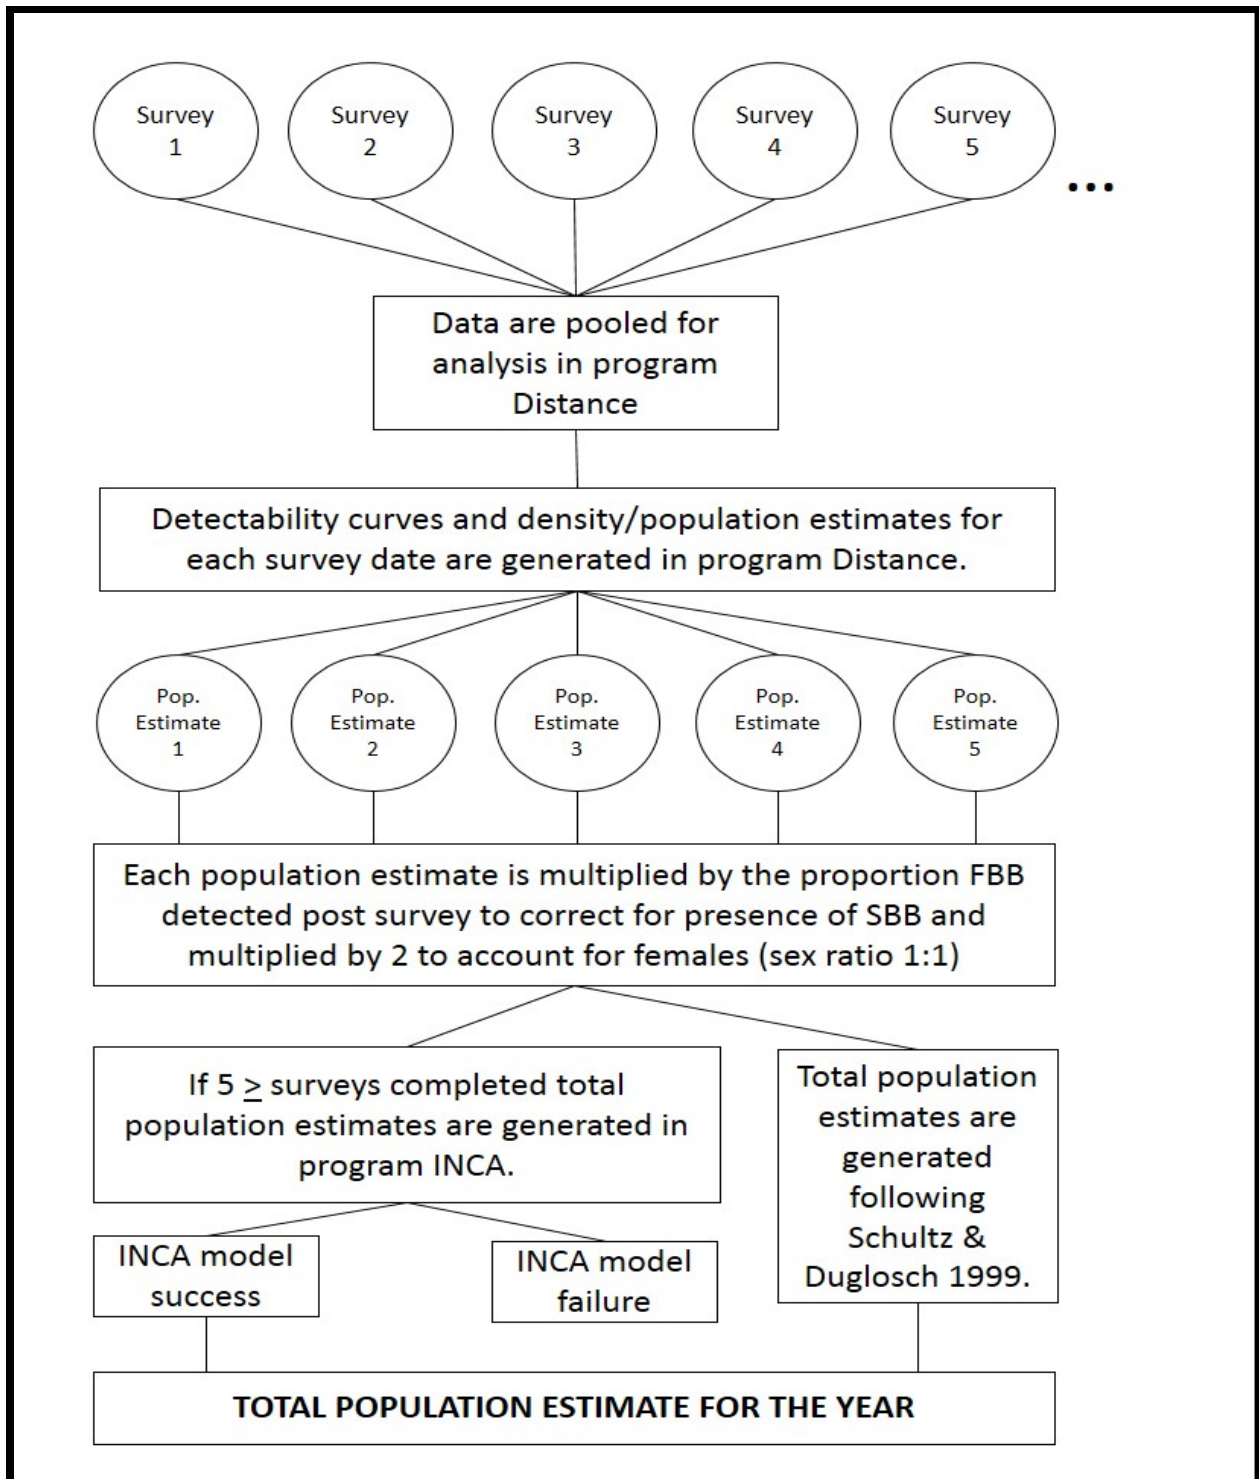 Survey
1
Survey
2
Survey
3
Survey
4
Survey
5
...
Data are pooled for
analysis in program
Distance
Detectability curves and density/population estimates for
each survey date are generated in program Distance.
Pop.
Estimate
1
Pop.
Estimate
2
Pop.
Estimate
3
Pop.
Estimate
4
Pop.
Estimate
5
Each population estimate is multiplied by the proportion FBB
detected post survey to correct for presence of SBB and
multiplied by 2 to account for females (sex ratio 1:1)
If 5 ≥ surveys completed total
population estimates are generated in
program INCA.
Total population
estimates are
generated
following
Schultz &
Duglosch 1999.
INCA model
success
INCA model
failure
TOTAL POPULATION ESTIMATE FOR THE YEAR